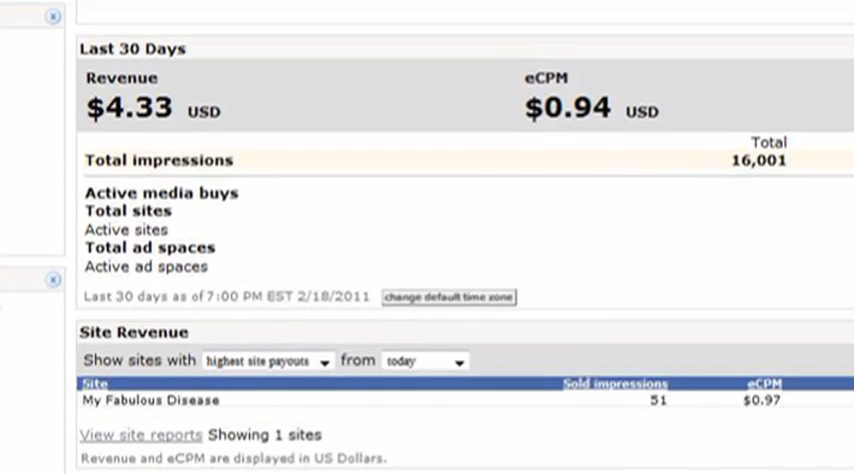 Last 30 Days
Revenue eCPM
$4.33 USD $0.94 USD
Total
Total impressions 16,001
Active media buys
Total sites
Active sites
Total ad spaces
Active ad spaces
Last 30 days as of 7:00 PM EST 2/18/2011 change default time zone
Site Revenue
Show sites with highest site payouts from today
Site Sold impressions eCPM
My Fabulous Disease 51 $0.97
View site reports Showing 1 sites
Revenue and eCPM are displayed in US Dollars.